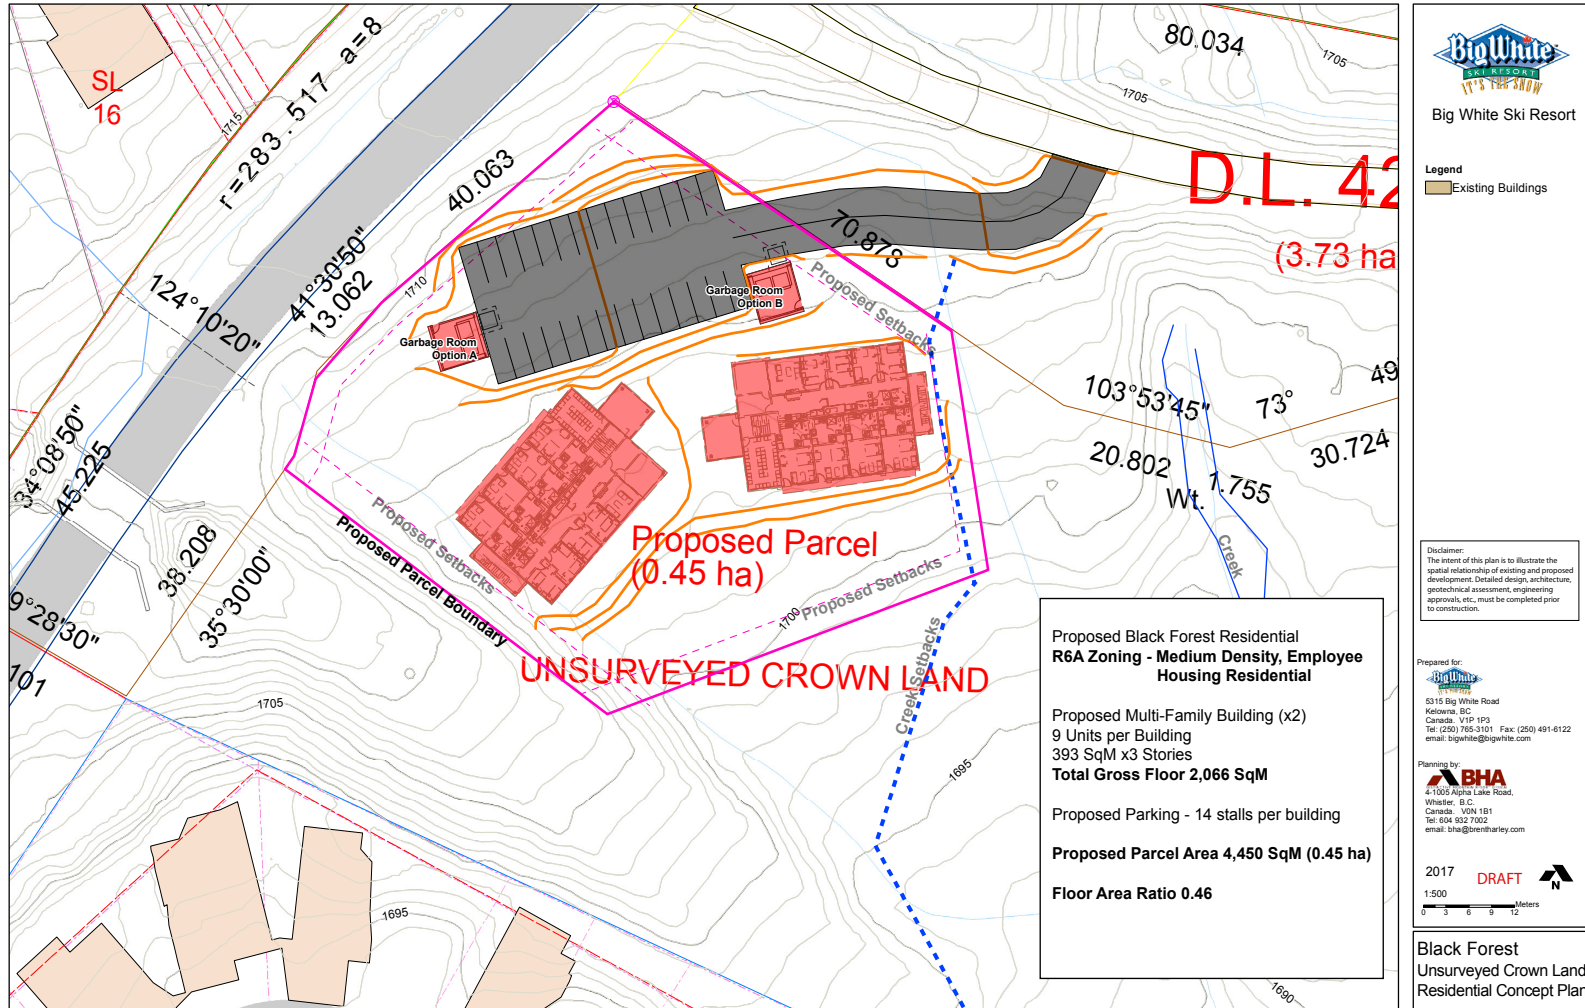 SL
16
1715
r=283.517 a=8
40.063
80.034
1705
1705
D.L. 42
(3.73 ha
70.878
124°10'20"
41°30'50"
13.062
1710
Garbage Room
Option B
Garbage Room
Option A
Proposed Setbacks
103°53'45"
73°
49
20.802
1.755
30.724
Wt.
Creek
34°08'50"
45.225
38.208
35°30'00"
9°28'30"
101
Proposed Setbacks
Proposed Parcel Boundary
Proposed Parcel
(0.45 ha)
Proposed Setbacks
1700
UNSURVEYED CROWN LAND
Creek Setbacks
1705
1695
1695
1690
Proposed Black Forest Residential
R6A Zoning - Medium Density, Employee
Housing Residential
Proposed Multi-Family Building (x2)
9 Units per Building
393 SqM x3 Stories
Total Gross Floor 2,066 SqM
Proposed Parking - 14 stalls per building
Proposed Parcel Area 4,450 SqM (0.45 ha)
Floor Area Ratio 0.46
Big White
SKI RESORT
IT'S THE SNOW
Big White Ski Resort
Legend
Existing Buildings
Disclaimer:
The intent of this plan is to illustrate the
spatial relationship of existing and proposed
development. Detailed design, architecture,
geotechnical assessment, engineering
approvals, etc., must be completed prior
to construction.
Prepared for:
Big White
5315 Big White Road
Kelowna, BC
Canada. V1P 1P3
Tel: (250) 765-3101 Fax: (250) 491-6122
email: bigwhite@bigwhite.com
Planning by:
BHA
4-1005 Alpha Lake Road,
Whistler, B.C.
Canada. V0N 1B1
Tel: 604 932 7002
email: bha@brentharley.com
2017 DRAFT N
1:500
Meters
0 3 6 9 12
Black Forest
Unsurveyed Crown Land
Residential Concept Plan